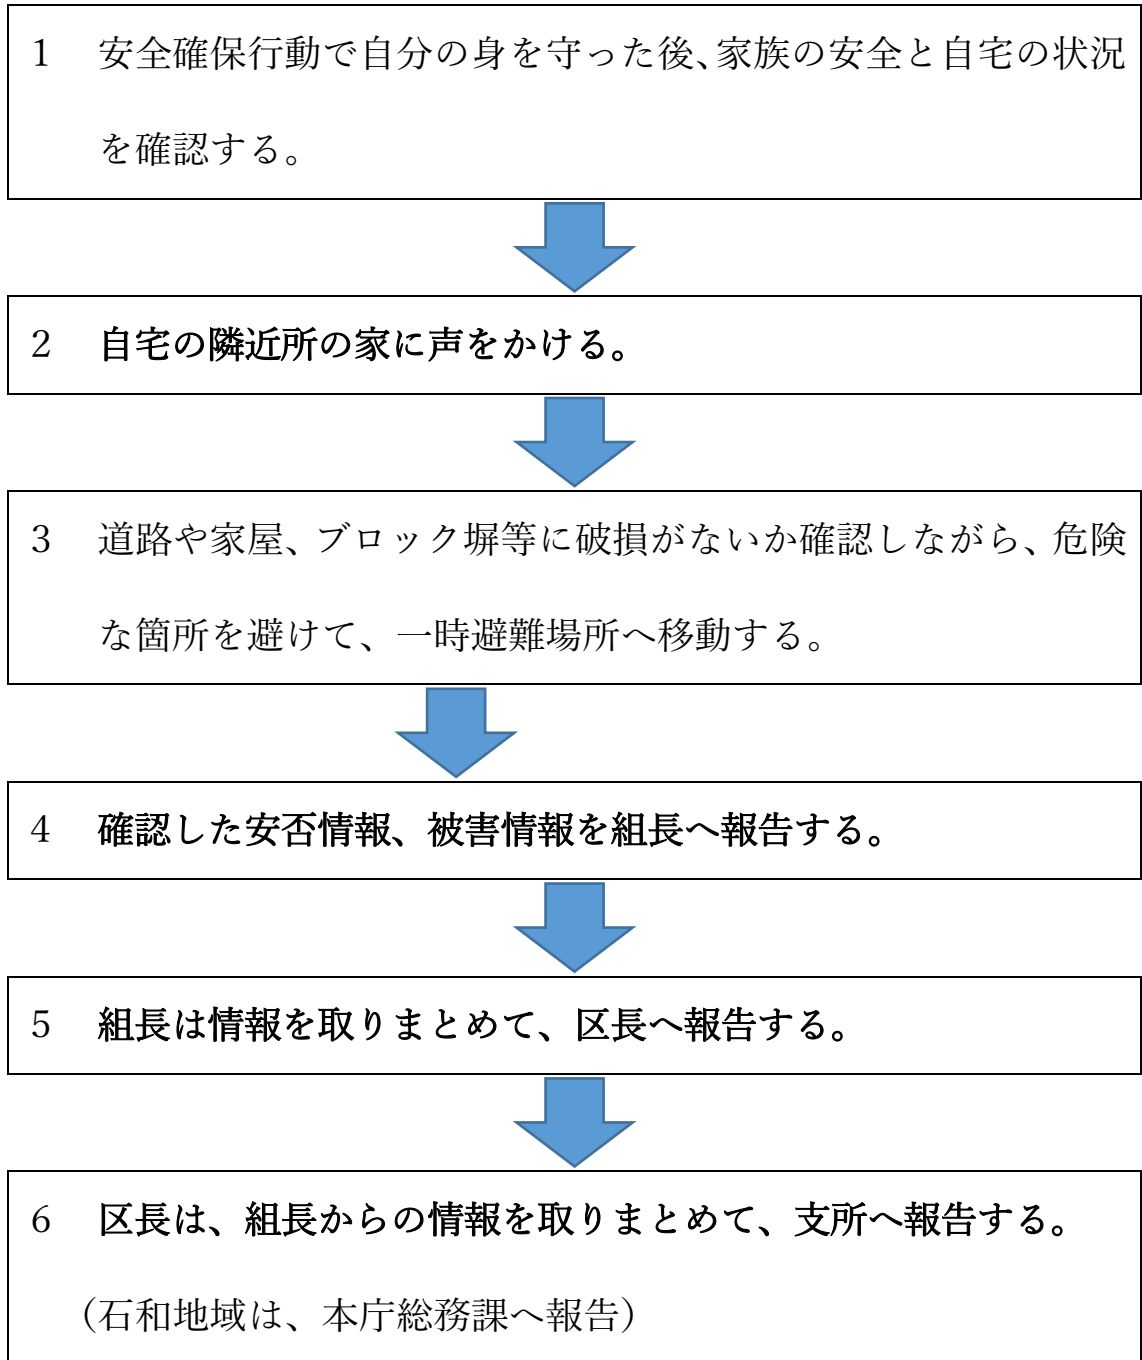 1 安全確保行動で自分の身を守った後、家族の安全と自宅の状況
を確認する。
2 自宅の隣近所の家に声をかける。
3 道路や家屋、ブロック塀等に破損がないか確認しながら、危険
な箇所を避けて、一時避難場所へ移動する。
4 確認した安否情報、被害情報を組長へ報告する。
5 組長は情報を取りまとめて、区長へ報告する。
6 区長は、組長からの情報を取りまとめて、支所へ報告する。
(石和地域は、本庁総務課へ報告)